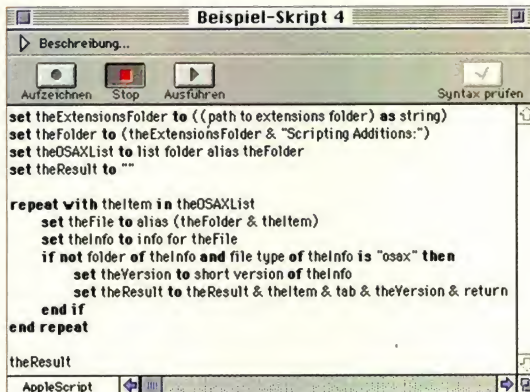 Beispiel-Skript 4
Beschreibung...
Aufzeichnen Stop Ausführen Syntax prüfen
set theExtensionsFolder to ((path to extensions folder) as string)
set theFolder to (theExtensionsFolder & "Scripting Additions:")
set theOSAXList to list folder alias theFolder
set theResult to ""
repeat with theItem in theOSAXList
set theFile to alias (theFolder & theItem)
set theInfo to info for theFile
if not folder of theInfo and file type of theInfo is "osax" then
set theVersion to short version of theInfo
set theResult to theResult & theItem & tab & theVersion & return
end if
end repeat
theResult
AppleScript